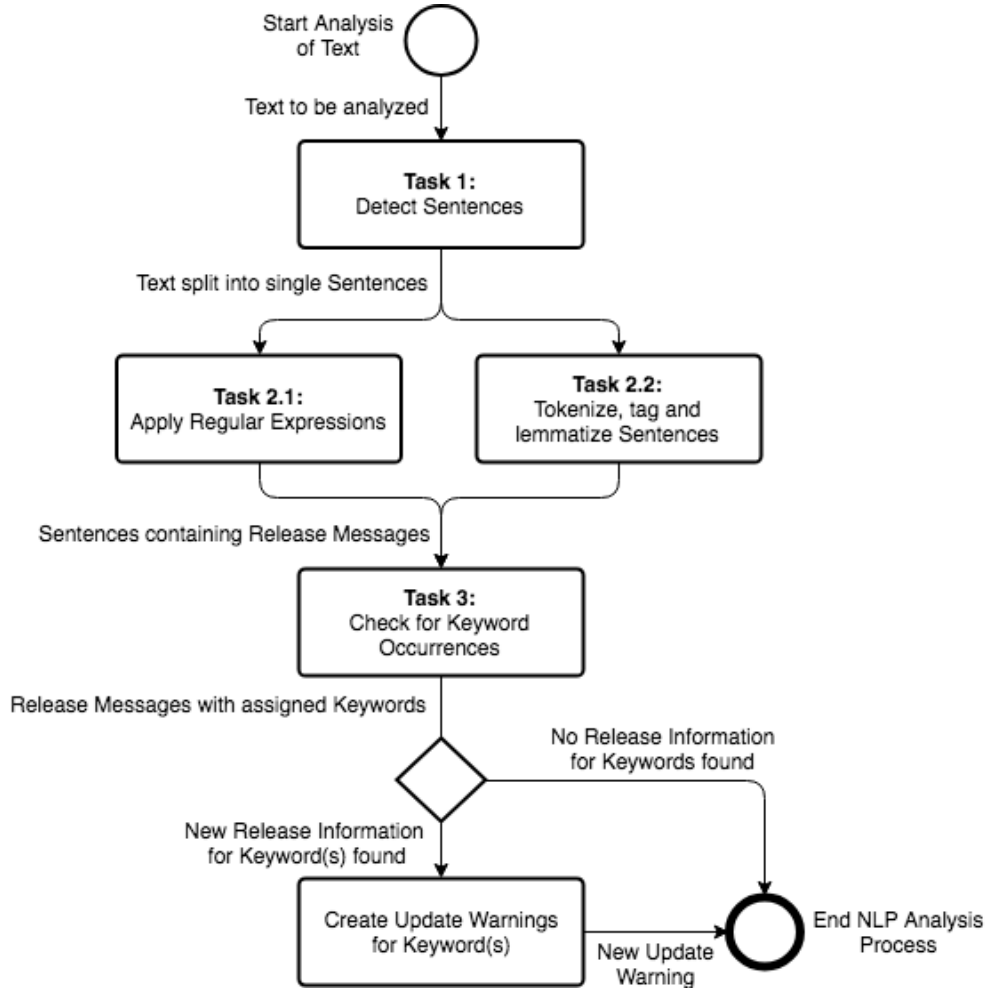 Start Analysis
of Text
Text to be analyzed
Task 1:
Detect Sentences
Text split into single Sentences
Task 2.1:
Apply Regular Expressions
Task 2.2:
Tokenize, tag and
lemmatize Sentences
Sentences containing Release Messages
Task 3:
Check for Keyword
Occurrences
Release Messages with assigned Keywords
No Release Information
for Keywords found
New Release Information
for Keyword(s) found
Create Update Warnings
for Keyword(s)
New Update
Warning
End NLP Analysis
Process